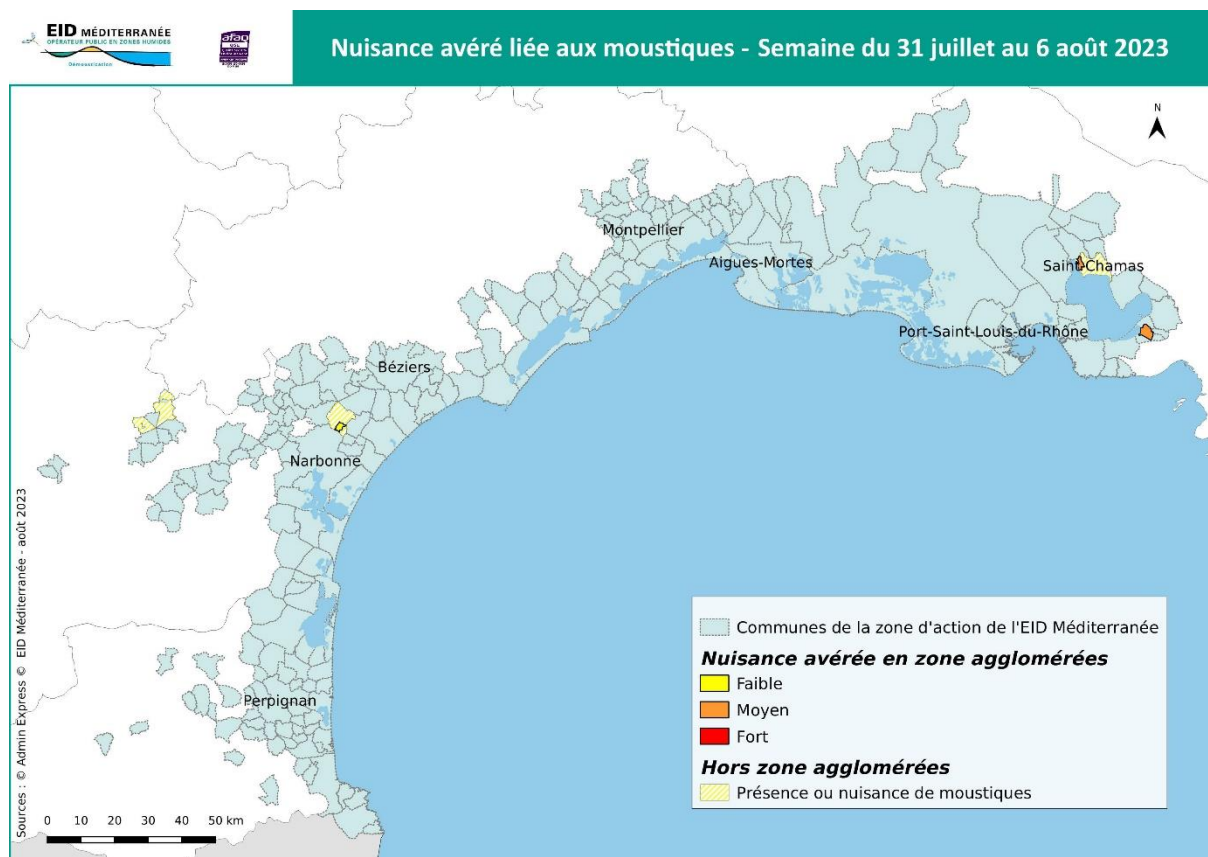 EID MÉDITERRANÉE
OPÉRATEUR PUBLIC EN ZONES HUMIDES
Démoustication
afaq
Nuisance avéré liée aux moustiques - Semaine du 31 juillet au 6 août 2023
N
Montpellier
Aigues-Mortes
Saint-Chamas
Port-Saint-Louis-du-Rhône
Béziers
Narbonne
Perpignan
Communes de la zone d'action de l'EID Méditerranée
Nuisance avérée en zone agglomérées
Faible
Moyen
Fort
Hors zone agglomérées
Présence ou nuisance de moustiques
0 10 20 30 40 50 km
Sources : © Admin Express © EID Méditerranée - août 2023